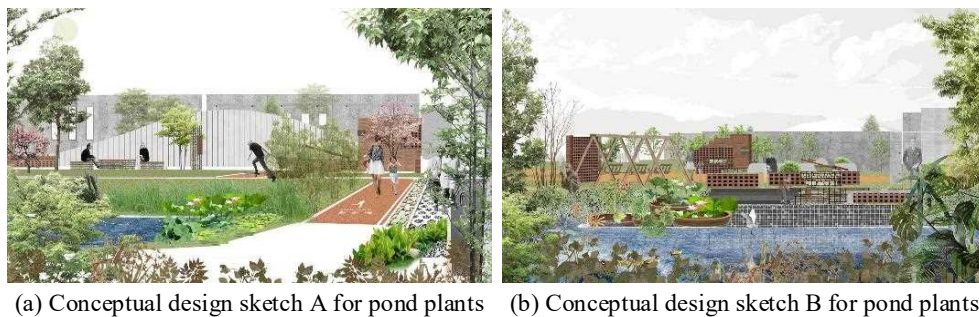 (a) Conceptual design sketch A for pond plants
(b) Conceptual design sketch B for pond plants